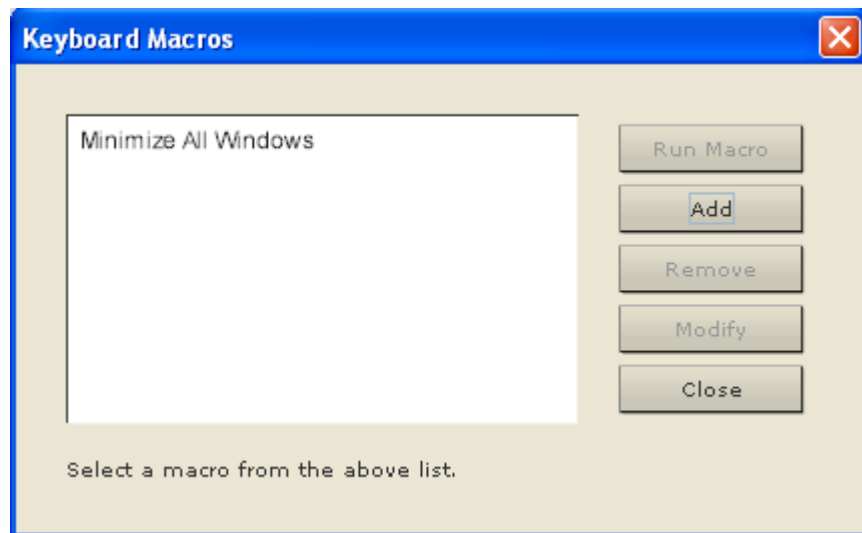 Keyboard Macros
Minimize All Windows
Run Macro
Add
Remove
Modify
Close
Select a macro from the above list.